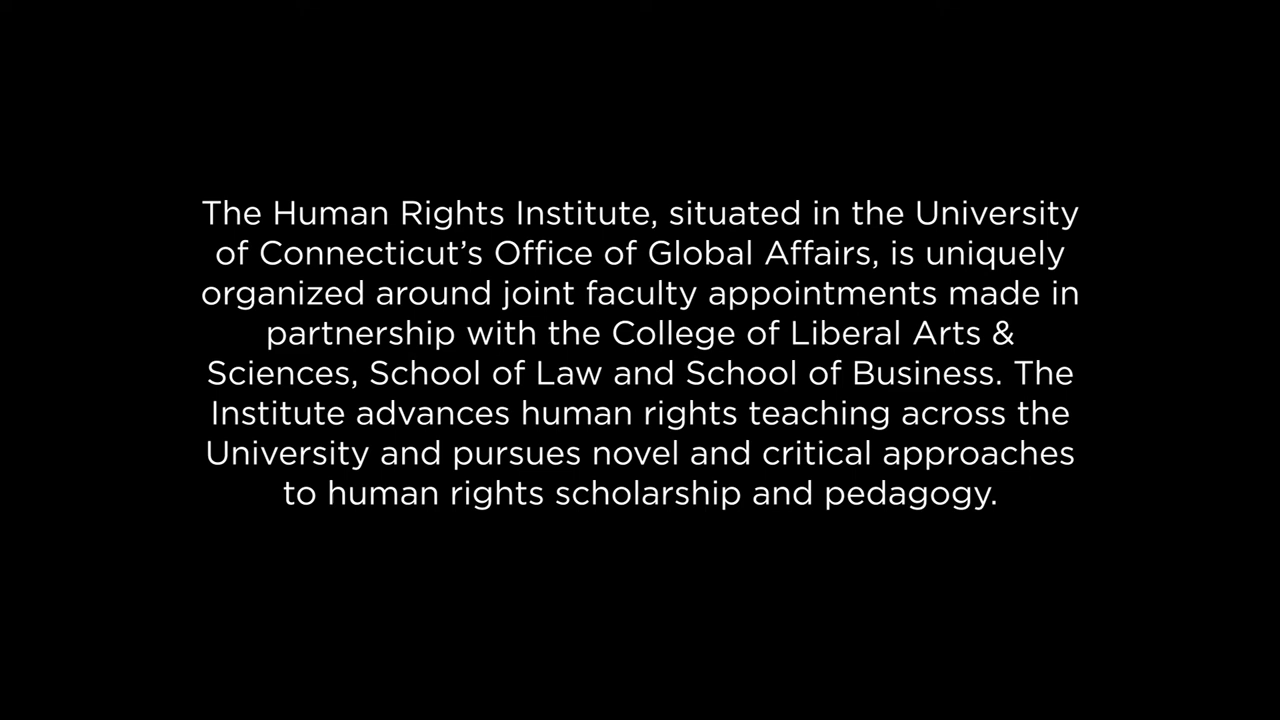 The Human Rights Institute, situated in the University
of Connecticut’s Office of Global Affairs, is uniquely
organized around joint faculty appointments made in
partnership with the College of Liberal Arts &
Sciences, School of Law and School of Business. The
Institute advances human rights teaching across the
University and pursues novel and critical approaches
to human rights scholarship and pedagogy.